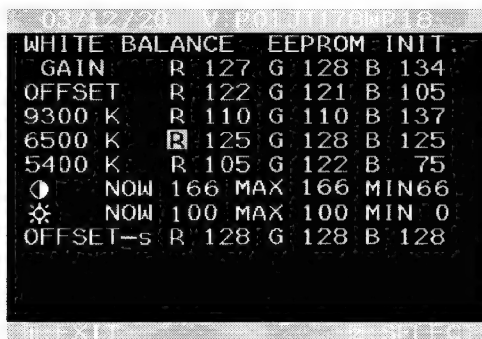 WHITE BALANCE EEPROM INIT.
GAIN R 127 G 128 B 134
OFFSET R 122 G 121 B 105
9300 K R 110 G 110 B 137
6500 K R 125 G 128 B 125
5400 K R 105 G 122 B 75
NOW 166 MAX 166 MIN66
NOW 100 MAX 100 MIN 0
OFFSET-s R 128 G 128 B 128
EXIT SELECT